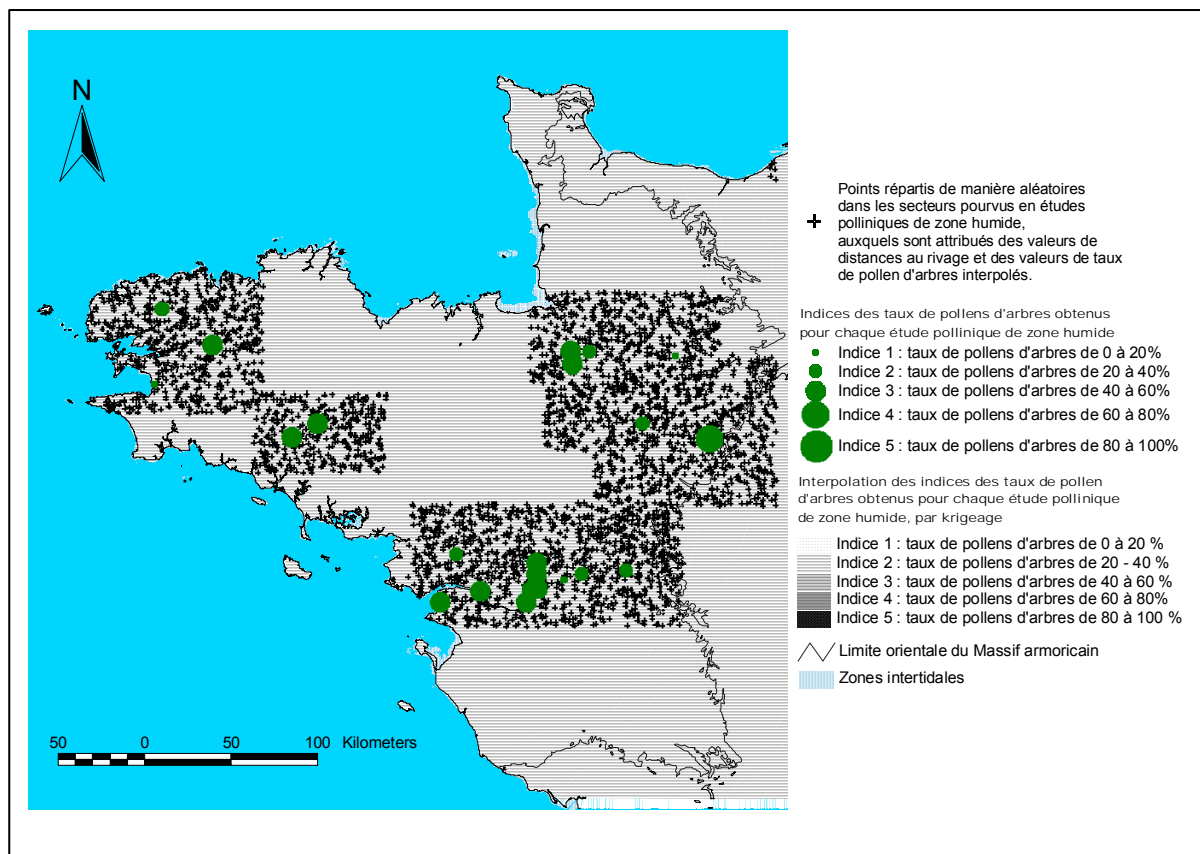 N
Points répartis de manière aléatoires
dans les secteurs pourvus en études
polliniques de zone humide,
auxquels sont attribués des valeurs de
distances au rivage et des valeurs de taux
de pollen d'arbres interpolés.
Indices des taux de pollens d'arbres obtenus
pour chaque étude pollinique de zone humide
Indice 1 : taux de pollens d'arbres de 0 à 20%
Indice 2 : taux de pollens d'arbres de 20 à 40%
Indice 3 : taux de pollens d'arbres de 40 à 60%
Indice 4 : taux de pollens d'arbres de 60 à 80%
Indice 5 : taux de pollens d'arbres de 80 à 100%
Interpolation des indices des taux de pollen
d'arbres obtenus pour chaque étude pollinique
de zone humide, par krigeage
Indice 1 : taux de pollens d'arbres de 0 à 20 %
Indice 2 : taux de pollens d'arbres de 20 - 40 %
Indice 3 : taux de pollens d'arbres de 40 à 60 %
Indice 4 : taux de pollens d'arbres de 60 à 80%
Indice 5 : taux de pollens d'arbres de 80 à 100 %
Limite orientale du Massif armoricain
Zones intertidales
50 0 50 100 Kilometers